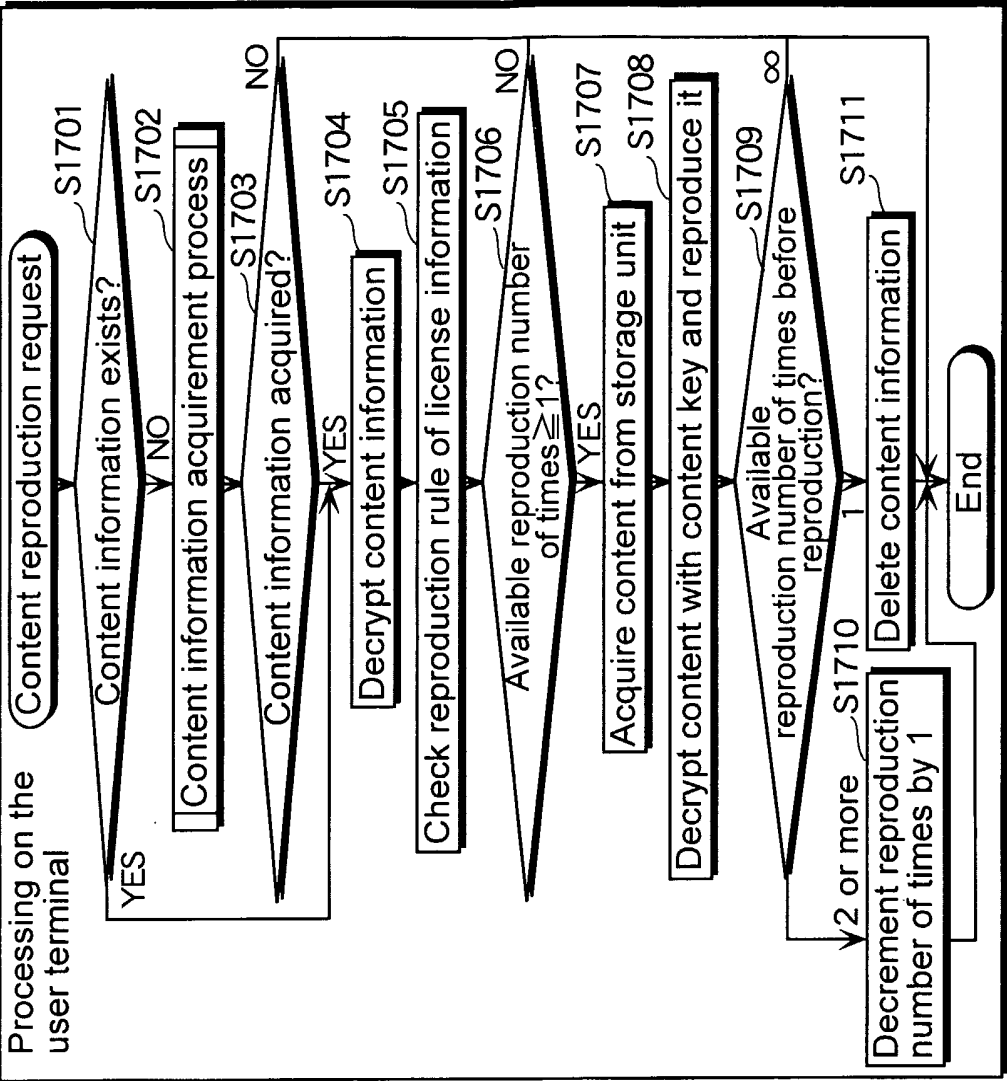 Processing on the
user terminal
Content reproduction request
S1701
Content information exists?
YES
NO
S1702
Content information acquirement process
S1703
Content information acquired?
NO
YES
S1704
Decrypt content information
S1705
Check reproduction rule of license information
S1706
Available reproduction number
of times≧1?
NO
YES
S1707
Acquire content from storage unit
S1708
Decrypt content with content key and reproduce it
S1709
Available
reproduction number of times before
reproduction?
∞
2 or more
1
S1710
Decrement reproduction
number of times by 1
S1711
Delete content information
End